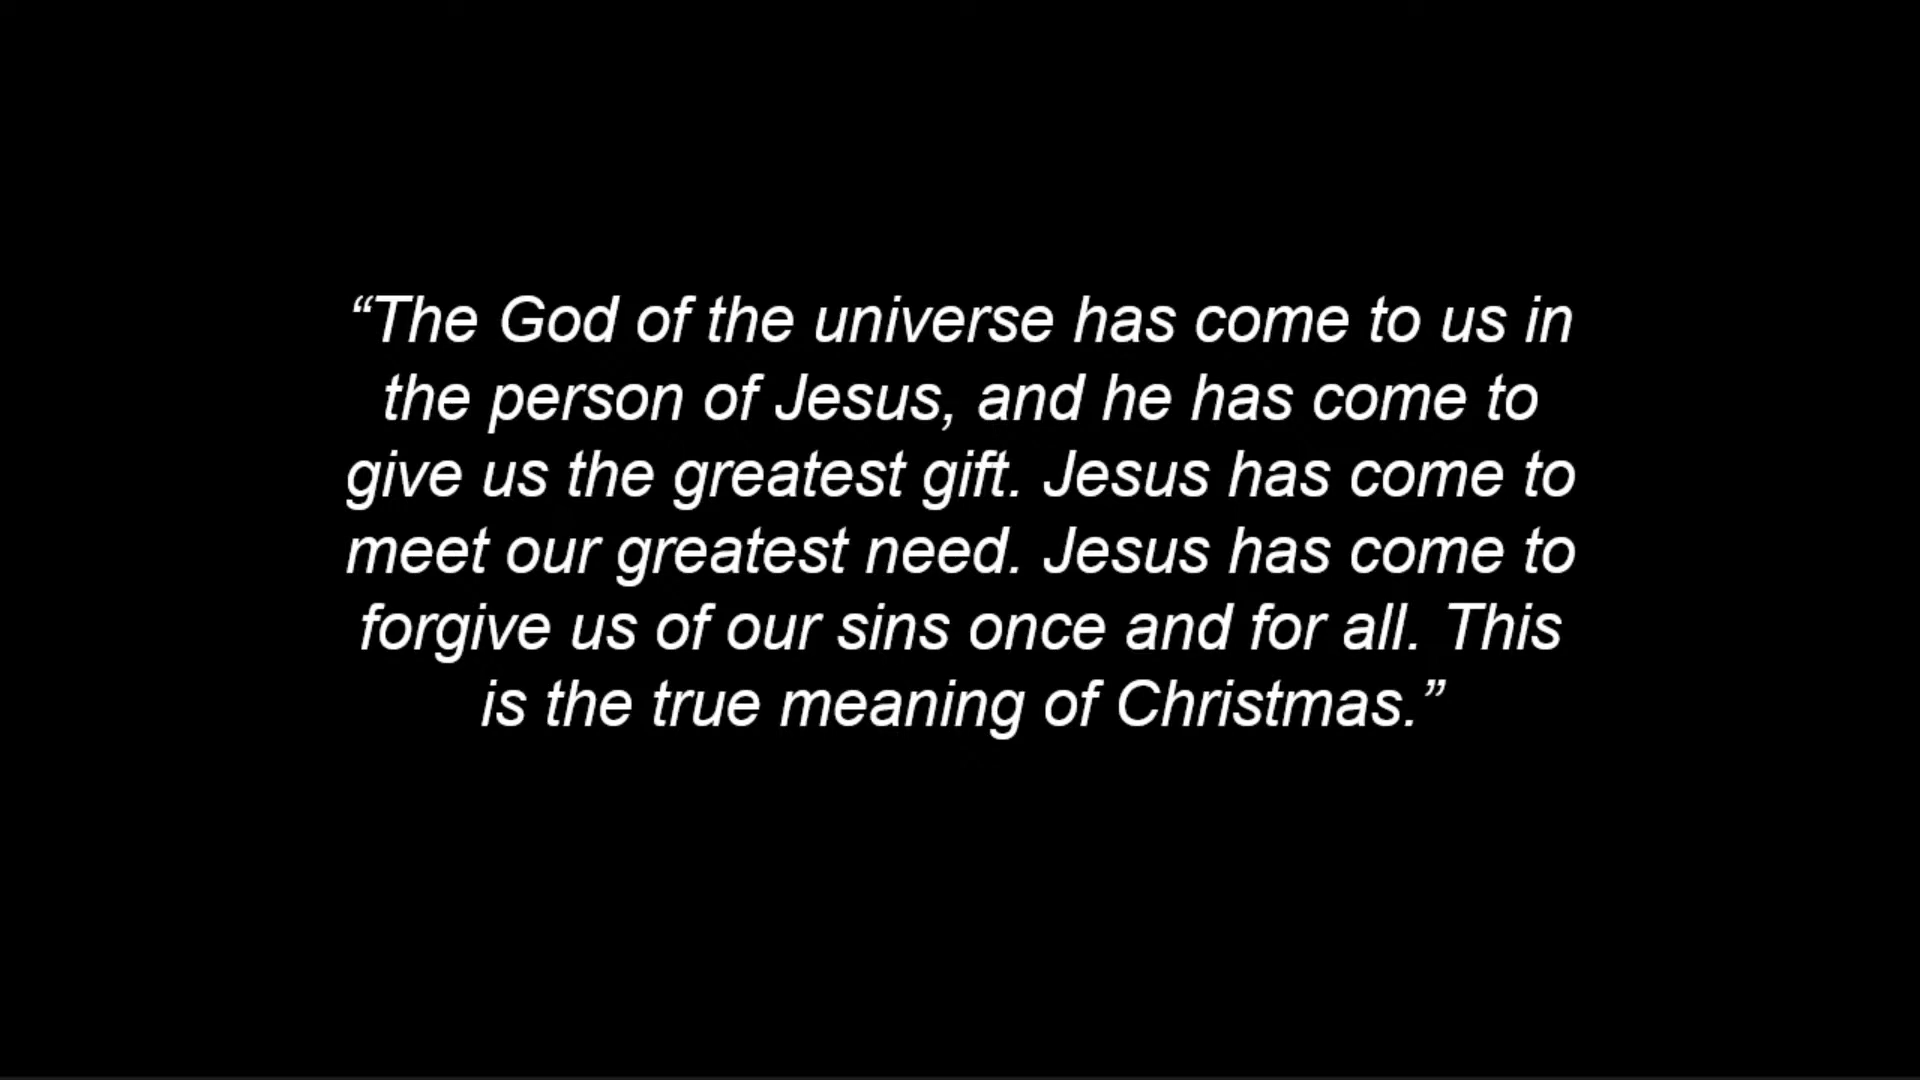 “The God of the universe has come to us in
the person of Jesus, and he has come to
give us the greatest gift. Jesus has come to
meet our greatest need. Jesus has come to
forgive us of our sins once and for all. This
is the true meaning of Christmas.”